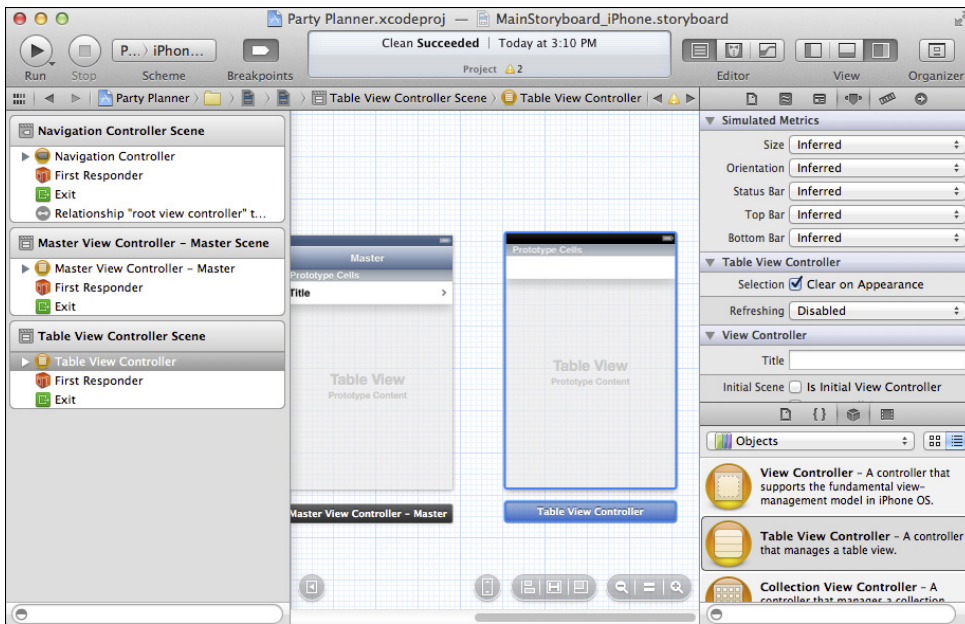 Party Planner.xcodeproj — MainStoryboard_iPhone.storyboard
P... iPhon...
Clean Succeeded | Today at 3:10 PM
Project 2
Run Stop Scheme Breakpoints Editor View Organizer
Party Planner Table View Controller Scene Table View Controller
Navigation Controller Scene
Navigation Controller
First Responder
Exit
Relationship "root view controller" t...
Master View Controller – Master Scene
Master View Controller – Master
First Responder
Exit
Table View Controller Scene
Table View Controller
First Responder
Exit
Master
Prototype Cells
Title
Table View
Prototype Content
Master View Controller – Master
Prototype Cells
Table View
Prototype Content
Table View Controller
Simulated Metrics
Size Inferred
Orientation Inferred
Status Bar Inferred
Top Bar Inferred
Bottom Bar Inferred
Table View Controller
Selection Clear on Appearance
Refreshing Disabled
View Controller
Title
Initial Scene Is Initial View Controller
{}
Objects
View Controller – A controller that
supports the fundamental view-
management model in iPhone OS.
Table View Controller – A controller
that manages a table view.
Collection View Controller – A
controller that manages a collection